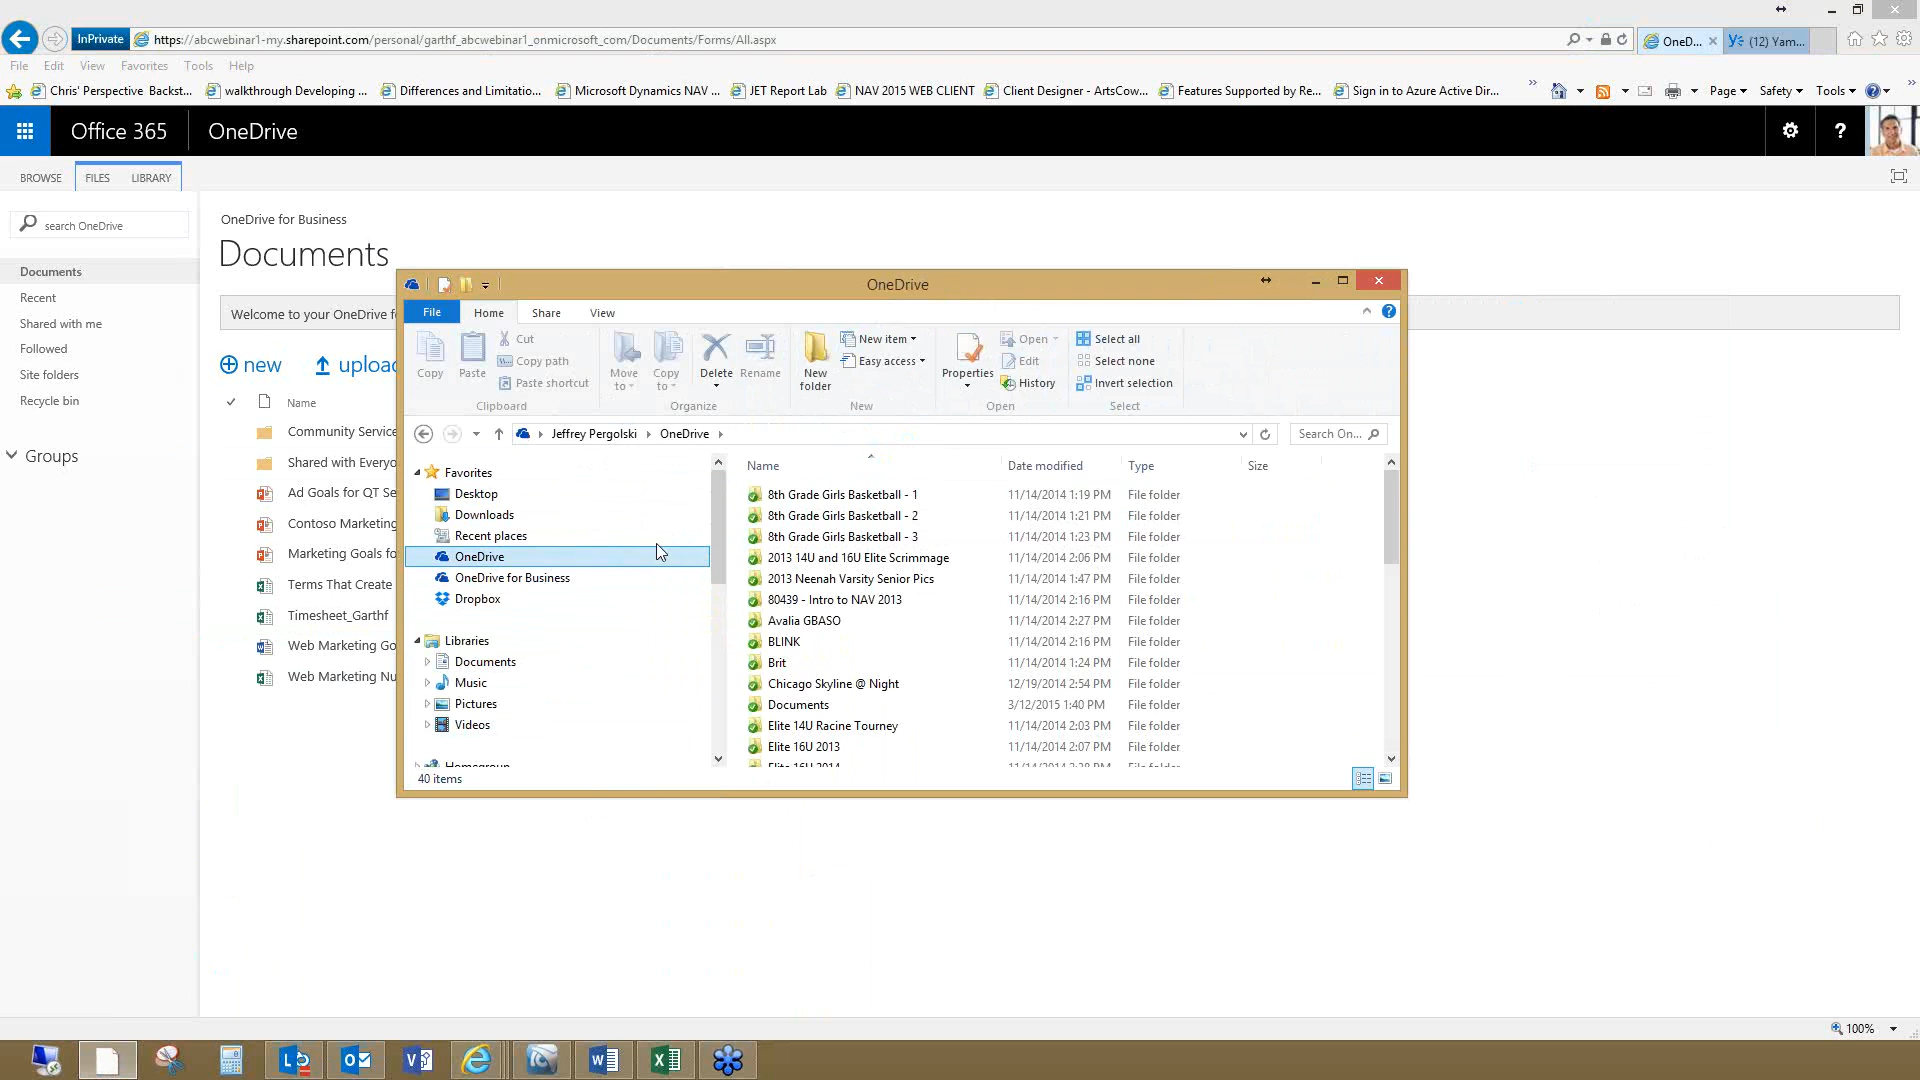 InPrivate https://abcwebinar1-my.sharepoint.com/personal/garthf_abcwebinar1_onmicrosoft_com/Documents/Forms/All.aspx OneD... (12) Yam...
File Edit View Favorites Tools Help
Chris' Perspective Backst... walkthrough Developing ... Differences and Limitatio... Microsoft Dynamics NAV ... JET Report Lab NAV 2015 WEB CLIENT Client Designer - ArtsCow... Features Supported by Re... Sign in to Azure Active Dir... Page Safety Tools
Office 365 OneDrive ?
BROWSE FILES LIBRARY
search OneDrive
Documents
Recent
Shared with me
Followed
Site folders
Recycle bin
Groups
OneDrive for Business
Documents
Welcome to your OneDrive f
new upload
Name
Community Service
Shared with Everyo
Ad Goals for QT Se
Contoso Marketing
Marketing Goals fo
Terms That Create
Timesheet_Garthf
Web Marketing Go
Web Marketing Nu
OneDrive
File Home Share View
Copy Paste Cut Copy path Paste shortcut
Clipboard
Move to Copy to Delete Rename
Organize
New folder New item Easy access
New
Properties Open Edit History
Open
Select all Select none Invert selection
Select
Jeffrey Pergolski OneDrive Search On...
Favorites
Desktop
Downloads
Recent places
OneDrive
OneDrive for Business
Dropbox
Libraries
Documents
Music
Pictures
Videos
Homegroup
Name Date modified Type Size
8th Grade Girls Basketball - 1 11/14/2014 1:19 PM File folder
8th Grade Girls Basketball - 2 11/14/2014 1:21 PM File folder
8th Grade Girls Basketball - 3 11/14/2014 1:23 PM File folder
2013 14U and 16U Elite Scrimmage 11/14/2014 2:06 PM File folder
2013 Neenah Varsity Senior Pics 11/14/2014 1:47 PM File folder
80439 - Intro to NAV 2013 11/14/2014 2:16 PM File folder
Avalia GBASO 11/14/2014 2:27 PM File folder
BLINK 11/14/2014 2:16 PM File folder
Brit 11/14/2014 1:24 PM File folder
Chicago Skyline @ Night 12/19/2014 2:54 PM File folder
Documents 3/12/2015 1:40 PM File folder
Elite 14U Racine Tourney 11/14/2014 2:03 PM File folder
Elite 16U 2013 11/14/2014 2:07 PM File folder
Elite 16U 2014 11/14/2014 2:28 PM File folder
40 items
100%